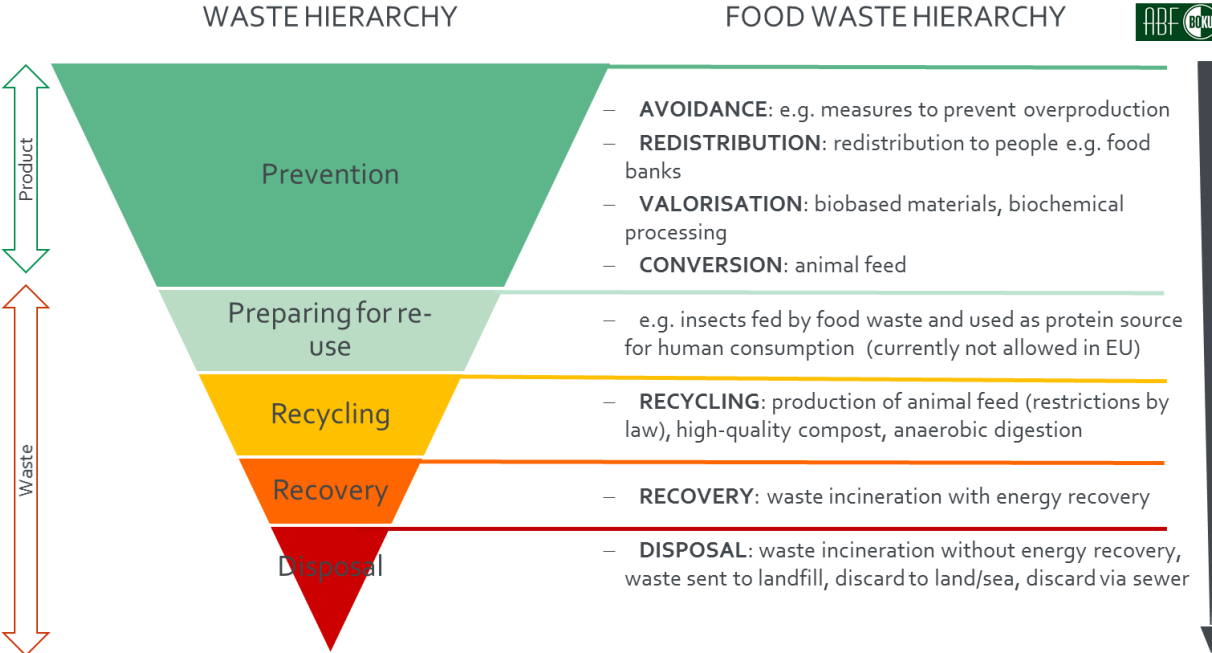 WASTE HIERARCHY
FOOD WASTE HIERARCHY
ABF BOKU
Product
Prevention
– AVOIDANCE: e.g. measures to prevent overproduction
– REDISTRIBUTION: redistribution to people e.g. food
banks
– VALORISATION: biobased materials, biochemical
processing
– CONVERSION: animal feed
Waste
Preparing for re-
use
– e.g. insects fed by food waste and used as protein source
for human consumption (currently not allowed in EU)
Recycling
– RECYCLING: production of animal feed (restrictions by
law), high-quality compost, anaerobic digestion
Recovery
– RECOVERY: waste incineration with energy recovery
Disposal
– DISPOSAL: waste incineration without energy recovery,
waste sent to landfill, discard to land/sea, discard via sewer